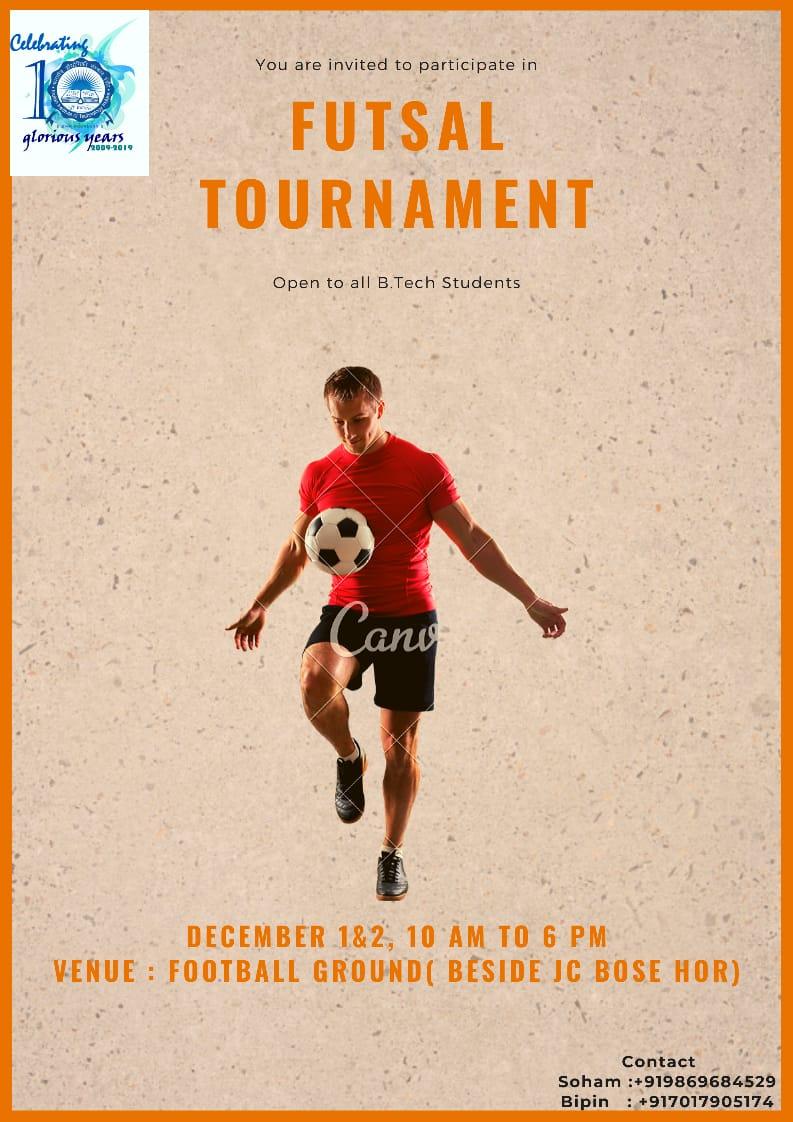 Celebrating
10
glorious years
2009-2019
You are invited to participate in
FUTSAL
TOURNAMENT
Open to all B.Tech Students
Canv
DECEMBER 1&2, 10 AM TO 6 PM
VENUE : FOOTBALL GROUND( BESIDE JC BOSE HOR)
Contact
Soham :+919869684529
Bipin : +917017905174